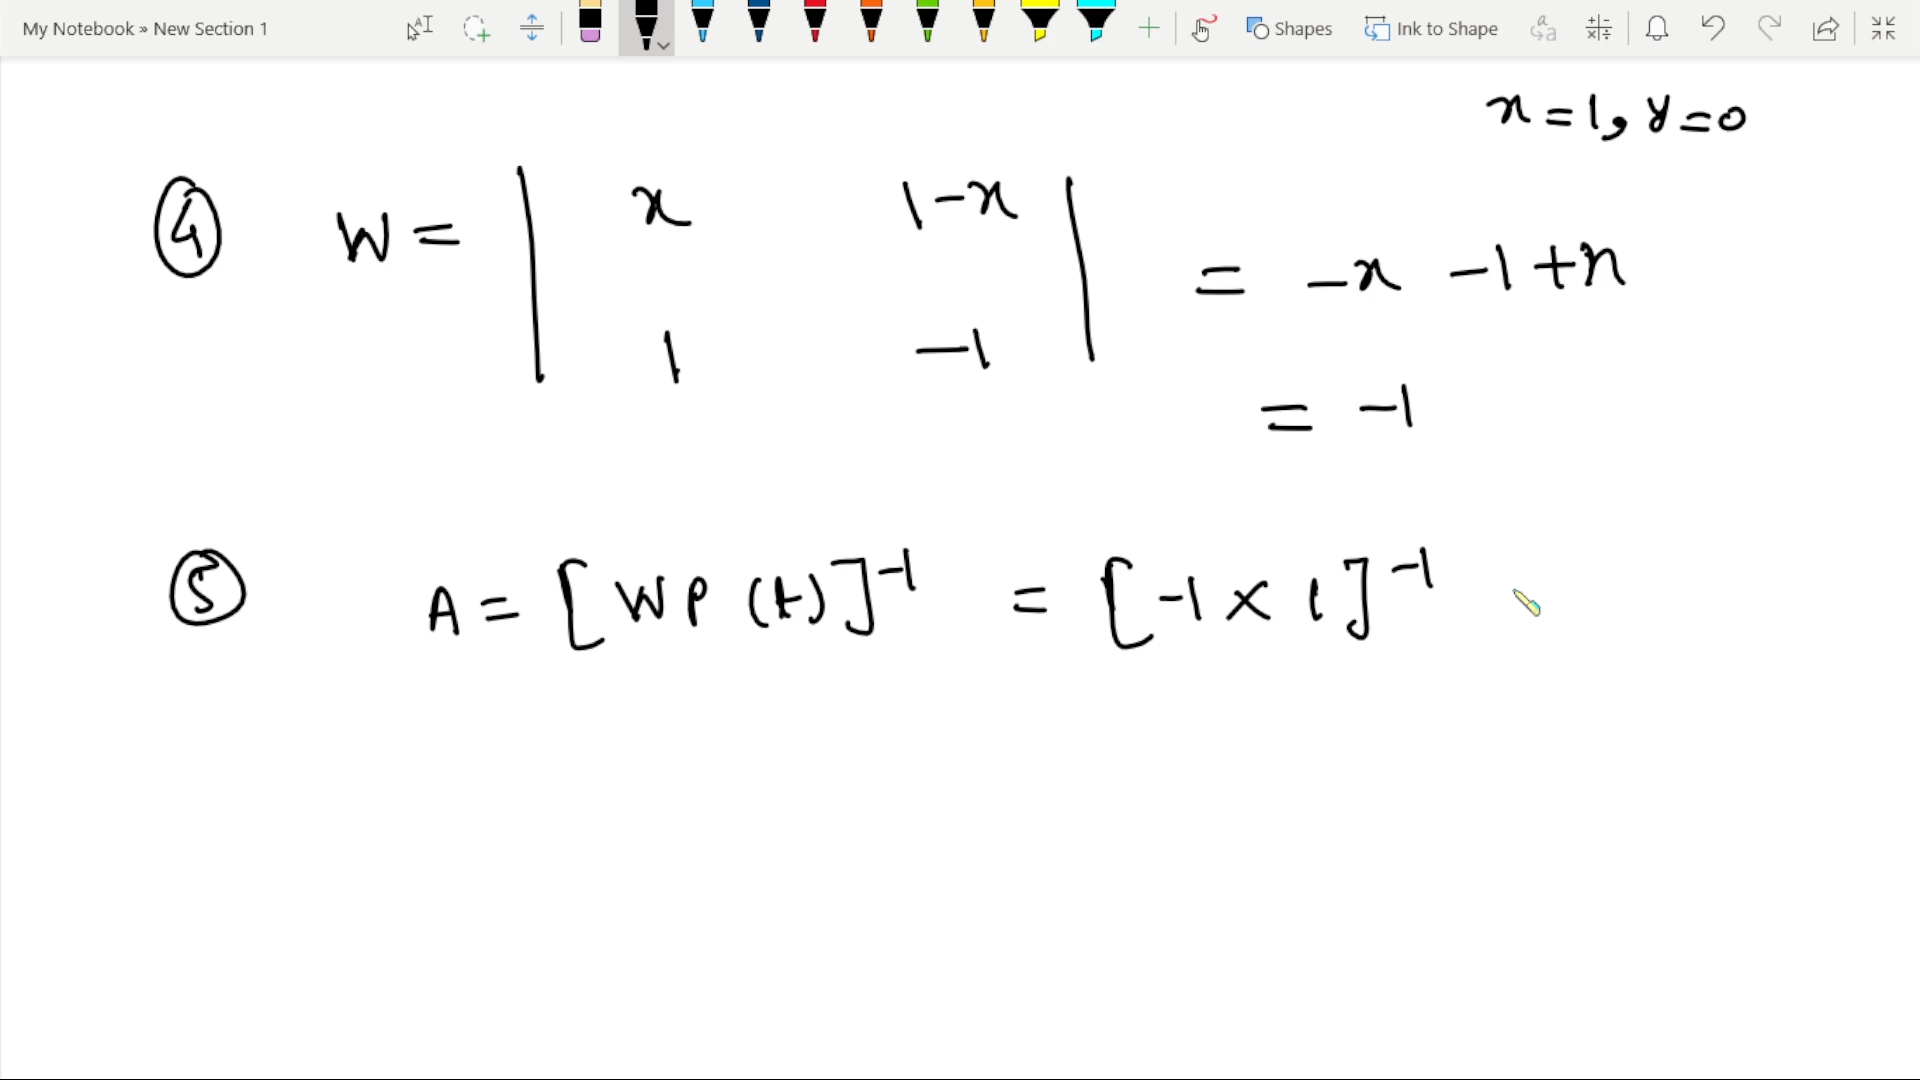 My Notebook » New Section 1
Shapes
Ink to Shape
x = 1, y = 0
④ W = | x 1-x | = -x -1 + x
| 1 -1 |
= -1
⑤ A = [WP(t)]⁻¹ = [-1 × 1]⁻¹